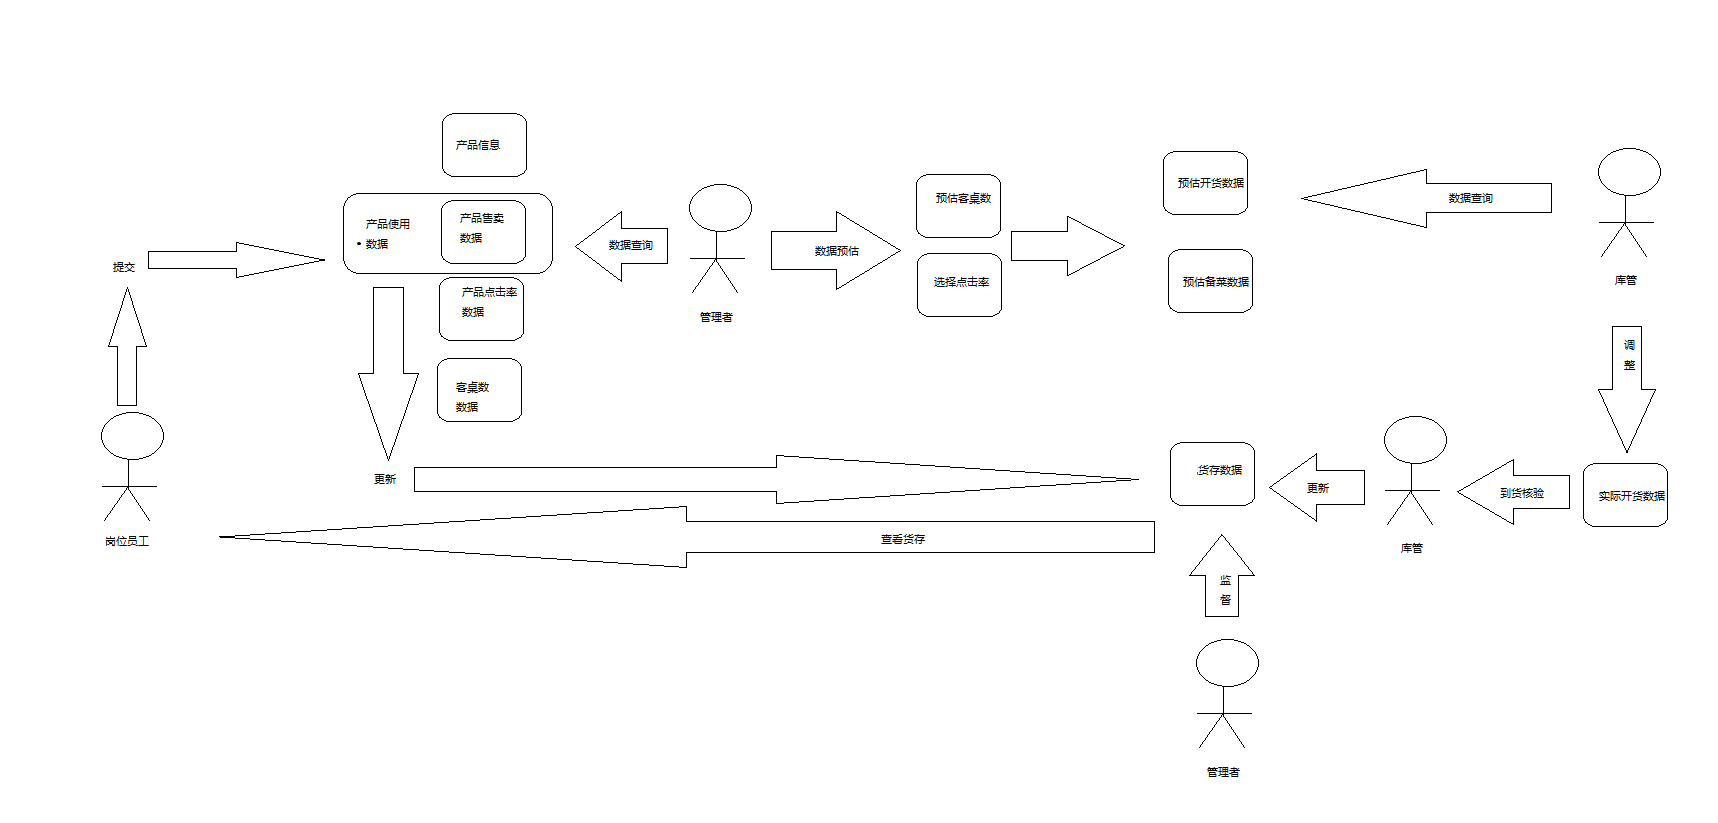 产品信息
产品使用
数据
产品售卖
数据
产品点击率
数据
客桌数
数据
提交
岗位员工
更新
数据查询
管理者
数据预估
预估客桌数
选择点击率
预估开货数据
预估备菜数据
数据查询
库管
调
整
实际开货数据
到货核验
库管
更新
货存数据
查看货存
监
督
管理者